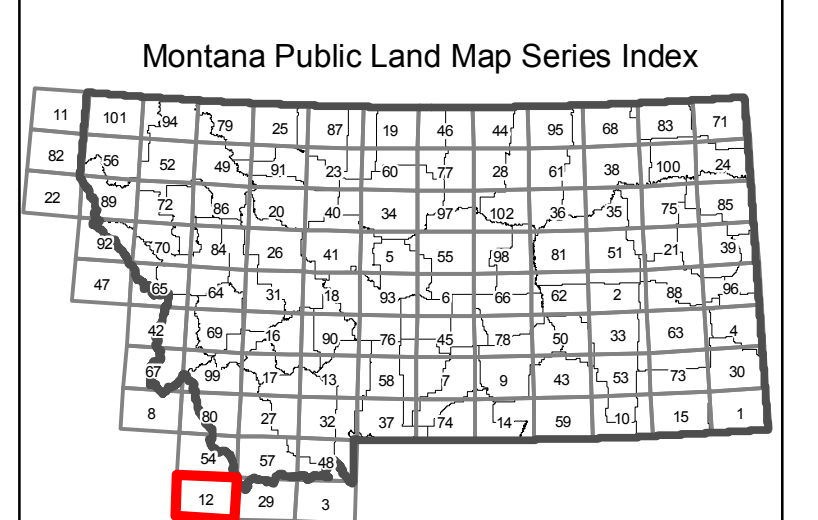 Montana Public Land Map Series Index
11 101 94 79 25 87 19 46 44 95 68 83 71
82 56 52 49 91 23 60 77 28 61 38 100 24
22 89 72 86 20 40 34 97 102 36 35 75 85
92 70 84 26 41 5 55 98 81 51 21 39
47 65 64 31 18 93 6 66 62 2 88 96
42 69 16 90 76 45 78 50 33 63 4
67 99 17 13 58 7 9 43 53 73 30
8 80 27 32 37 74 14 59 10 15 1
54 57 48
12 29 3